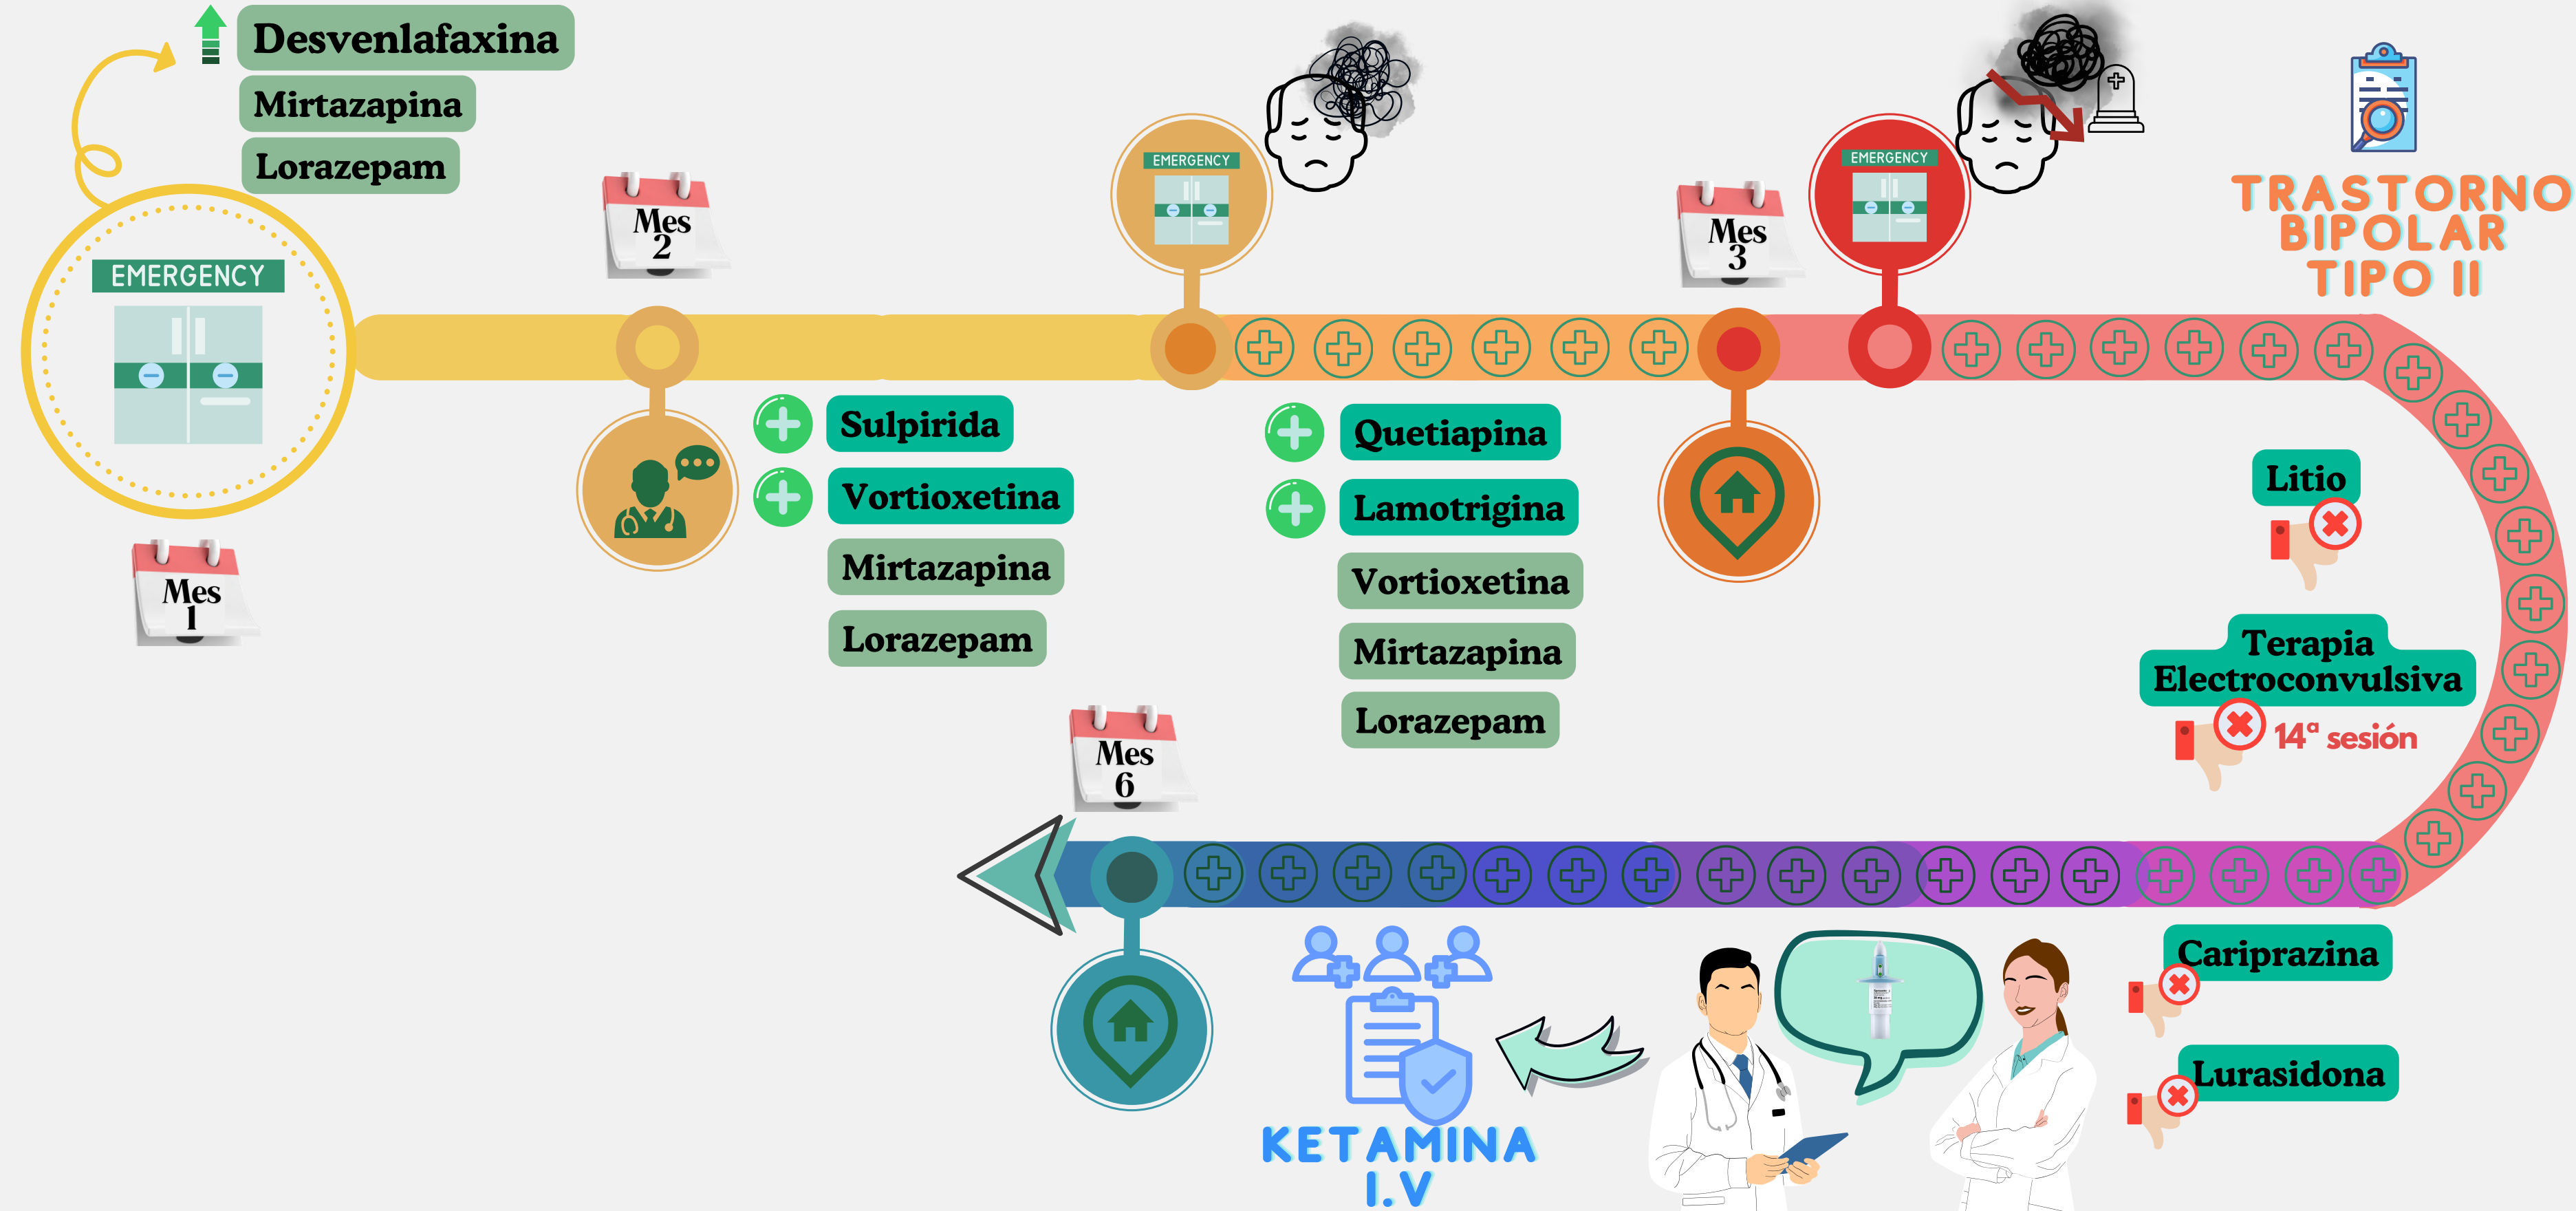 Desvenlafaxina
Mirtazapina
Lorazepam
EMERGENCY
Mes
1
Mes
2
Sulpirida
Vortioxetina
Mirtazapina
Lorazepam
EMERGENCY
Quetiapina
Lamotrigina
Vortioxetina
Mirtazapina
Lorazepam
Mes
3
EMERGENCY
TRASTORNO
BIPOLAR
TIPO II
Litio
Terapia
Electroconvulsiva
14ª sesión
Cariprazina
Lurasidona
KETAMINA
I.V
Mes
6